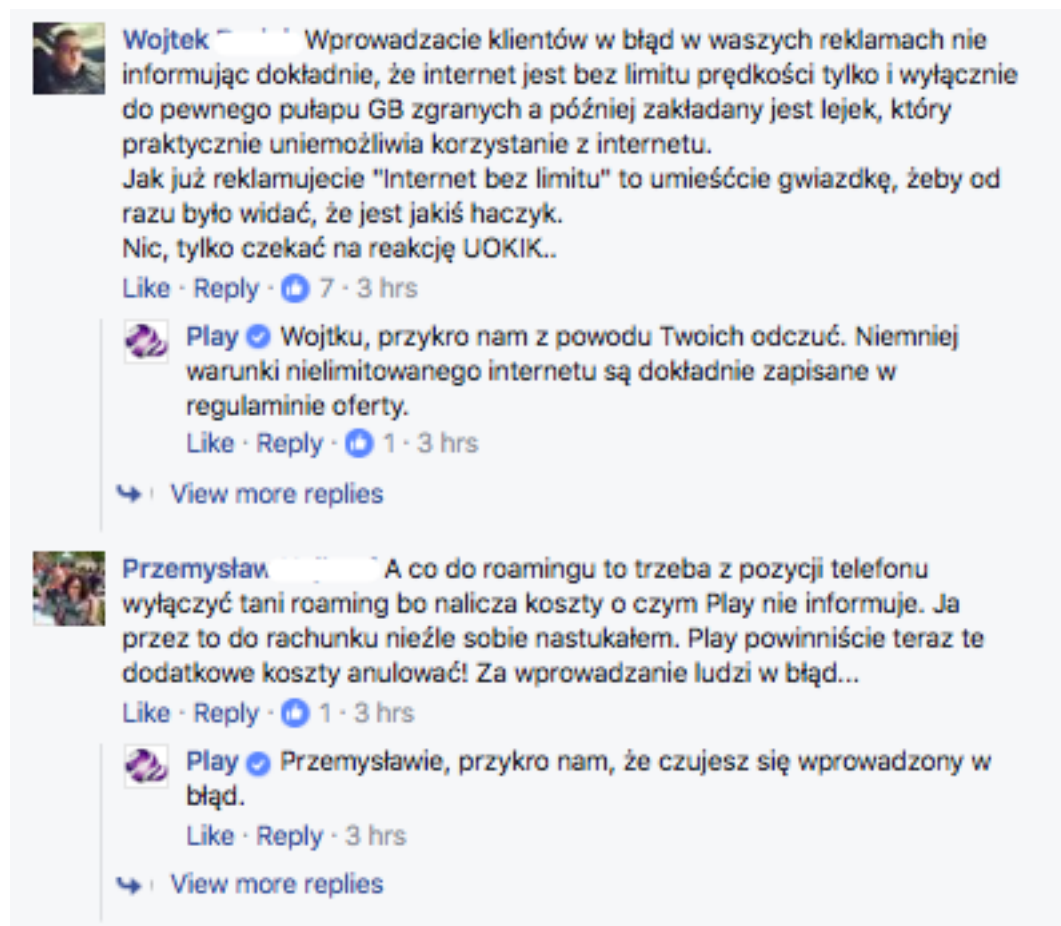 Wojtek Wprowadzacie klientów w błąd w waszych reklamach nie
informując dokładnie, że internet jest bez limitu prędkości tylko i wyłącznie
do pewnego pułapu GB zgranych a później zakładany jest lejek, który
praktycznie uniemożliwia korzystanie z internetu.
Jak już reklamujecie "Internet bez limitu" to umieśćcie gwiazdkę, żeby od
razu było widać, że jest jakiś haczyk.
Nic, tylko czekać na reakcję UOKIK..
Like · Reply · 7 · 3 hrs
Play Wojtku, przykro nam z powodu Twoich odczuć. Niemniej
warunki nielimitowanego internetu są dokładnie zapisane w
regulaminie oferty.
Like · Reply · 1 · 3 hrs
View more replies
Przemysław A co do roamingu to trzeba z pozycji telefonu
wyłączyć tani roaming bo nalicza koszty o czym Play nie informuje. Ja
przez to do rachunku nieźle sobie nastukałem. Play powinniście teraz te
dodatkowe koszty anulować! Za wprowadzanie ludzi w błąd...
Like · Reply · 1 · 3 hrs
Play Przemysławie, przykro nam, że czujesz się wprowadzony w
błąd.
Like · Reply · 3 hrs
View more replies